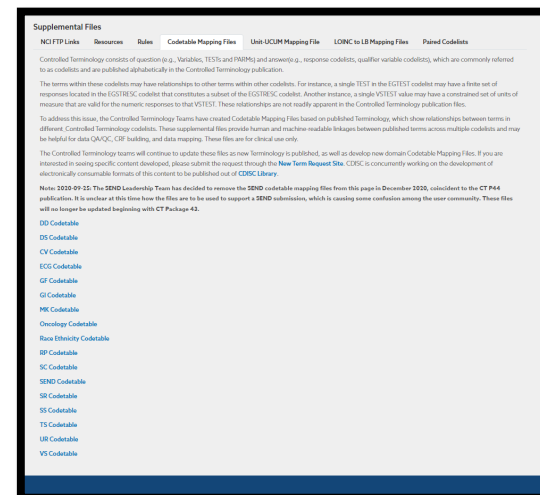 Supplemental Files
NCI FTP Links Resources Rules Codetable Mapping Files Unit-UCUM Mapping File LOINC to LB Mapping Files Paired Codelists
Controlled Terminology consists of question (e.g., Variables, TESTs and PARMs) and answer(e.g., response codelists, qualifier variable codelists), which are commonly referred
to as codelists and are published alphabetically in the Controlled Terminology publication.
The terms within these codelists may have relationships to other terms within other codelists. For instance, a single TEST in the EGTEST codelist may have a finite set of
responses located in the EGSTRESC codelist that constitutes a subset of the EGSTRESC codelist. Another instance, a single VSTEST value may have a constrained set of units of
measure that are valid for the numeric responses to that VSTEST. These relationships are not readily apparent in the Controlled Terminology publication files.
To address this issue, the Controlled Terminology Teams have created Codetable Mapping Files based on published Terminology, which show relationships between terms in
different, Controlled Terminology codelists. These supplemental files provide human and machine-readable linkages between published terms across multiple codelists and may
be helpful for data QA/QC, CRF building, and data mapping. These files are for clinical use only.
The Controlled Terminology teams will continue to update these files as new Terminology is published, as well as develop new domain Codetable Mapping Files. If you are
interested in seeing specific content developed, please submit the request through the New Term Request Site. CDISC is concurrently working on the development of
electronically consumable formats of this content to be published out of CDISC Library.
Note: 2020-09-25: The SEND Leadership Team has decided to remove the SEND codetable mapping files from this page in December 2020, coincident to the CT P44
publication. It is unclear at this time how the files are to be used to support a SEND submission, which is causing some confusion among the user community. These files
will no longer be updated beginning with CT Package 43.
DD Codetable
DS Codetable
CV Codetable
ECG Codetable
GF Codetable
GI Codetable
MK Codetable
Oncology Codetable
Race Ethnicity Codetable
RP Codetable
SC Codetable
SEND Codetable
SR Codetable
SS Codetable
TS Codetable
UR Codetable
VS Codetable